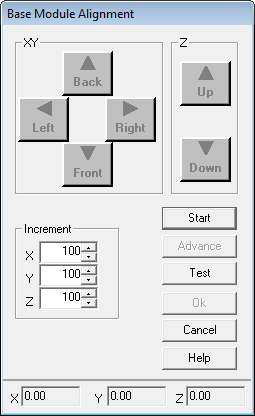 Base Module Alignment
XY
Z
Back
Up
Left
Right
Front
Down
Start
Increment
Advance
X 100
Y 100
Test
Z 100
Ok
Cancel
Help
X 0.00 Y 0.00 Z 0.00